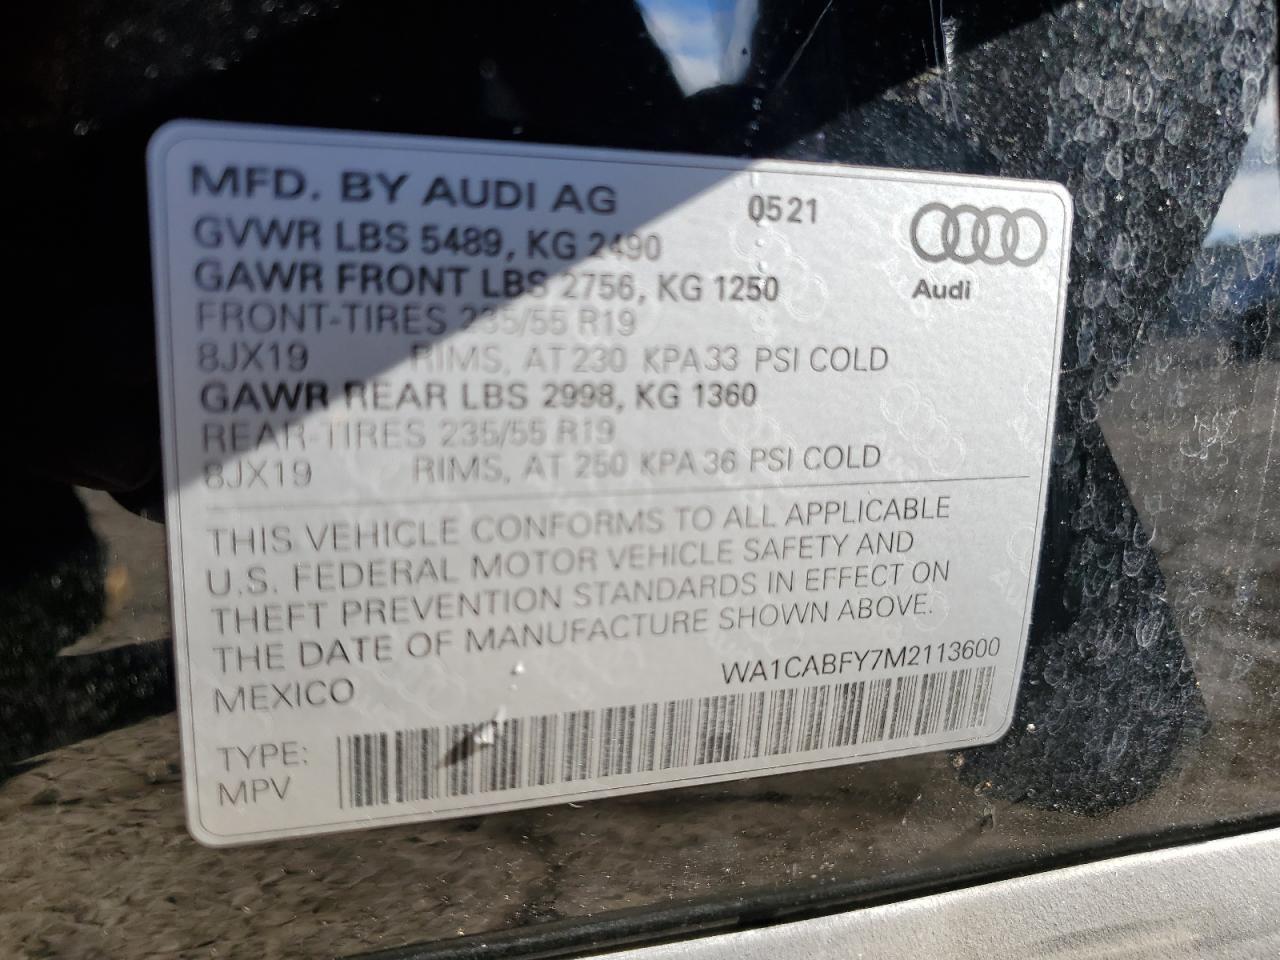 MFD. BY AUDI AG 0521
GVWR LBS 5489, KG 2490
GAWR FRONT LBS 2756, KG 1250
Audi
FRONT-TIRES 235/55 R19
8JX19 RIMS, AT 230 KPA 33 PSI COLD
GAWR REAR LBS 2998, KG 1360
REAR-TIRES 235/55 R19
8JX19 RIMS, AT 250 KPA 36 PSI COLD
THIS VEHICLE CONFORMS TO ALL APPLICABLE
U.S. FEDERAL MOTOR VEHICLE SAFETY AND
THEFT PREVENTION STANDARDS IN EFFECT ON
THE DATE OF MANUFACTURE SHOWN ABOVE.
MEXICO WA1CABFY7M2113600
TYPE:
MPV